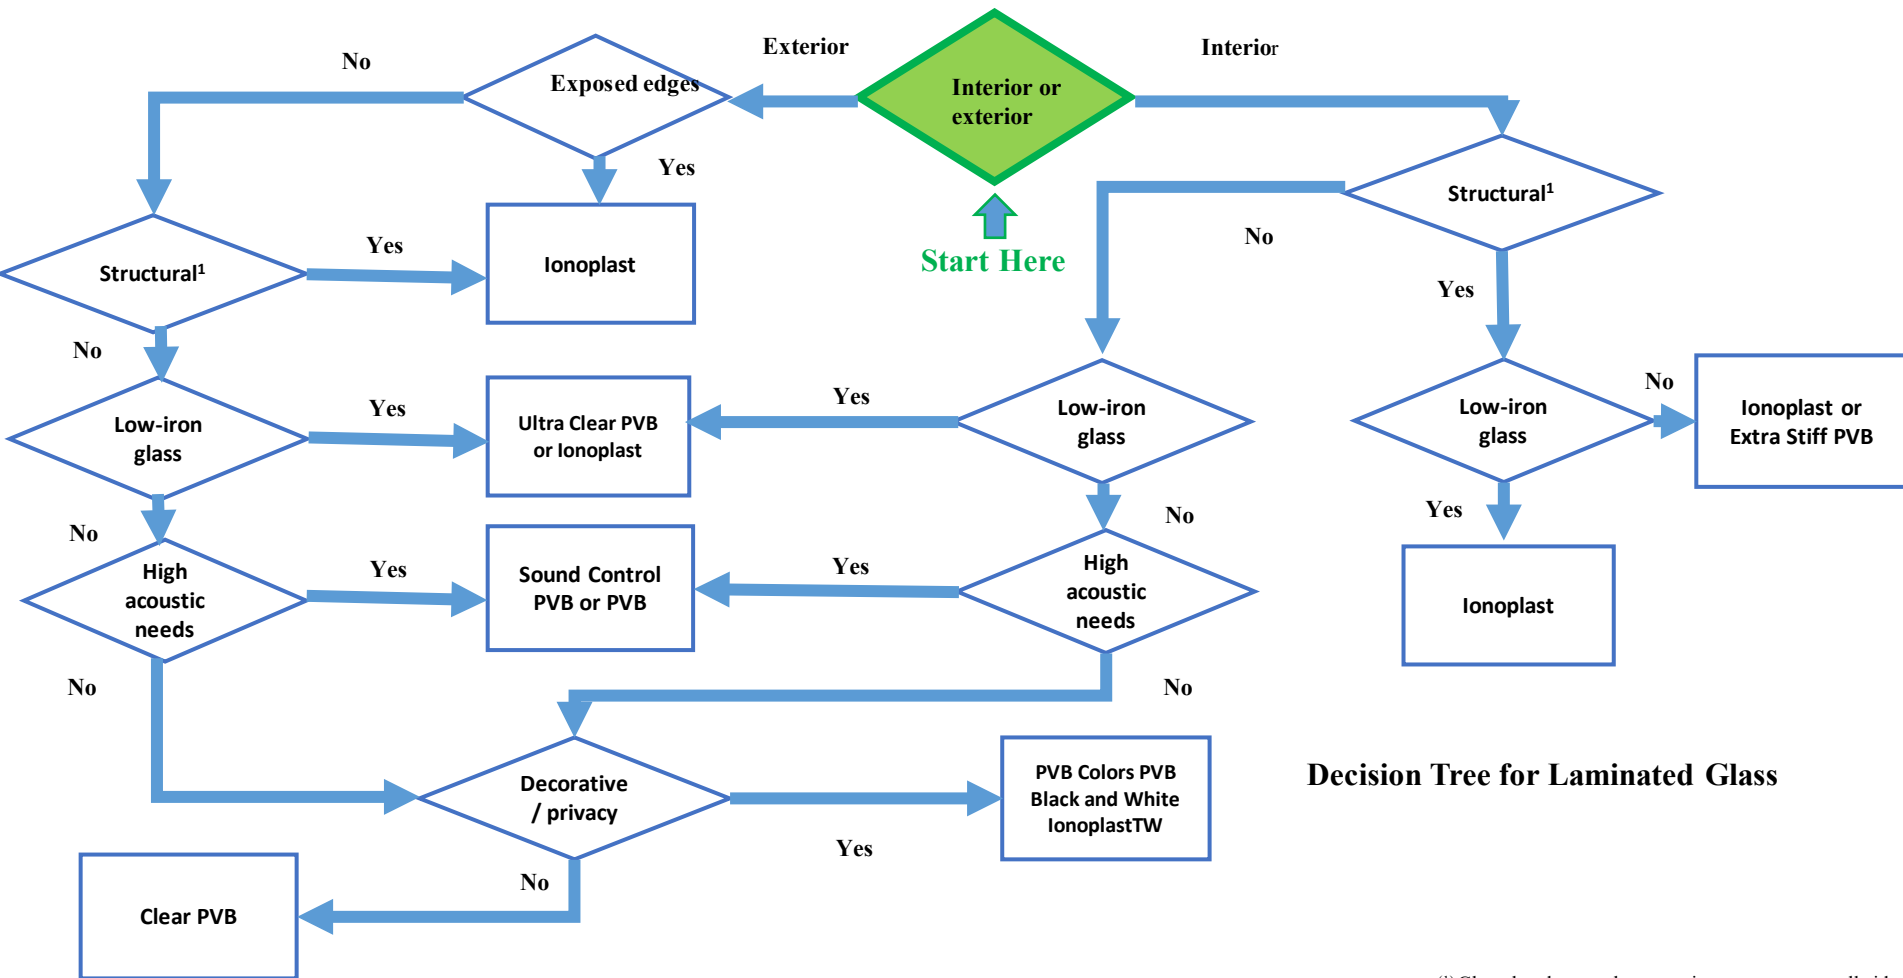 Exterior
Interior
No
Exposed edges
Interior or
exterior
Yes
Structural¹
No
Start Here
Yes
Structural¹
Yes
Ionoplast
No
Yes
Low-iron
glass
Yes
Ultra Clear PVB
or Ionoplast
Yes
Low-iron
glass
Low-iron
glass
No
Ionoplast or
Extra Stiff PVB
No
Yes
No
Yes
High
acoustic
needs
Yes
Sound Control
PVB or PVB
Yes
High
acoustic
needs
Ionoplast
No
No
Decorative
/ privacy
PVB Colors PVB
Black and White
IonoplastTW
Decision Tree for Laminated Glass
Yes
No
Clear PVB